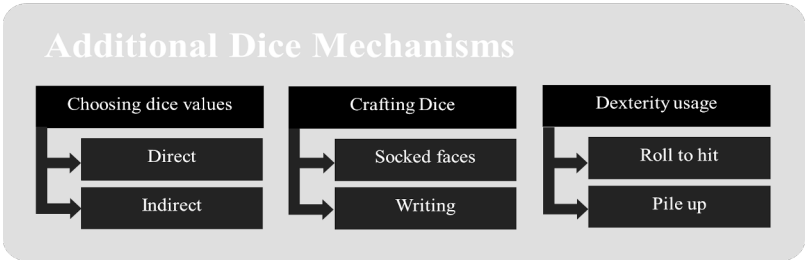 Additional Dice Mechanisms
Choosing dice values
Direct
Indirect
Crafting Dice
Socked faces
Writing
Dexterity usage
Roll to hit
Pile up